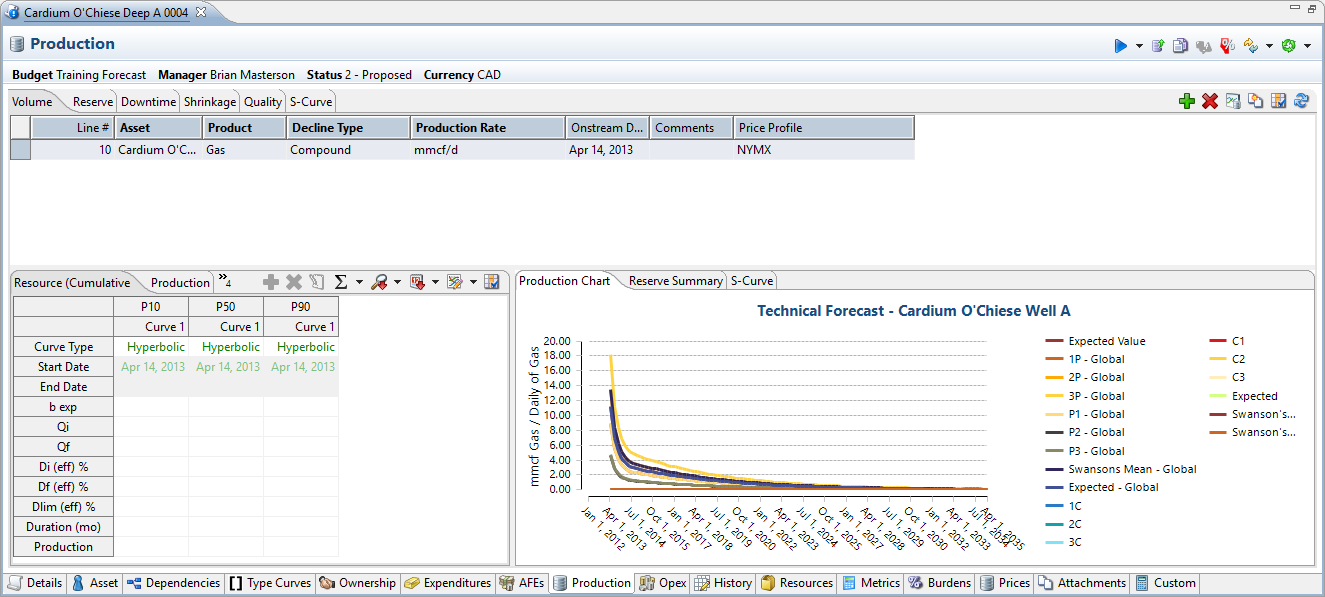 Cardium O'Chiese Deep A 0004
Production
Budget Training Forecast Manager Brian Masterson Status 2 - Proposed Currency CAD
Volume Reserve Downtime Shrinkage Quality S-Curve
Line # Asset Product Decline Type Production Rate Onstream D... Comments Price Profile
10 Cardium O'C... Gas Compound mmcf/d Apr 14, 2013 NYMX
Resource (Cumulative Production »4
P10 P50 P90
Curve 1 Curve 1 Curve 1
Curve Type Hyperbolic Hyperbolic Hyperbolic
Start Date Apr 14, 2013 Apr 14, 2013 Apr 14, 2013
End Date
b exp
Qi
Qf
Di (eff) %
Df (eff) %
Dlim (eff) %
Duration (mo)
Production
Production Chart Reserve Summary S-Curve
Technical Forecast - Cardium O'Chiese Well A
mmcf Gas / Daily of Gas
20.00
18.00
16.00
14.00
12.00
10.00
8.00
6.00
4.00
2.00
0.00
Jan 1, 2012
Apr 1, 2013
Jul 1, 2014
Oct 1, 2015
Jan 1, 2017
Apr 1, 2018
Jul 1, 2019
Oct 1, 2020
Jan 1, 2022
Apr 1, 2023
Jul 1, 2024
Oct 1, 2025
Jan 1, 2027
Apr 1, 2028
Jul 1, 2029
Oct 1, 2030
Jan 1, 2032
Apr 1, 2033
Jul 1, 2034
Apr 1, 2035
Expected Value
1P - Global
2P - Global
3P - Global
P1 - Global
P2 - Global
P3 - Global
Swansons Mean - Global
Expected - Global
1C
2C
3C
C1
C2
C3
Expected
Swanson's...
Swanson's...
Details Asset Dependencies Type Curves Ownership Expenditures AFEs Production Opex History Resources Metrics Burdens Prices Attachments Custom